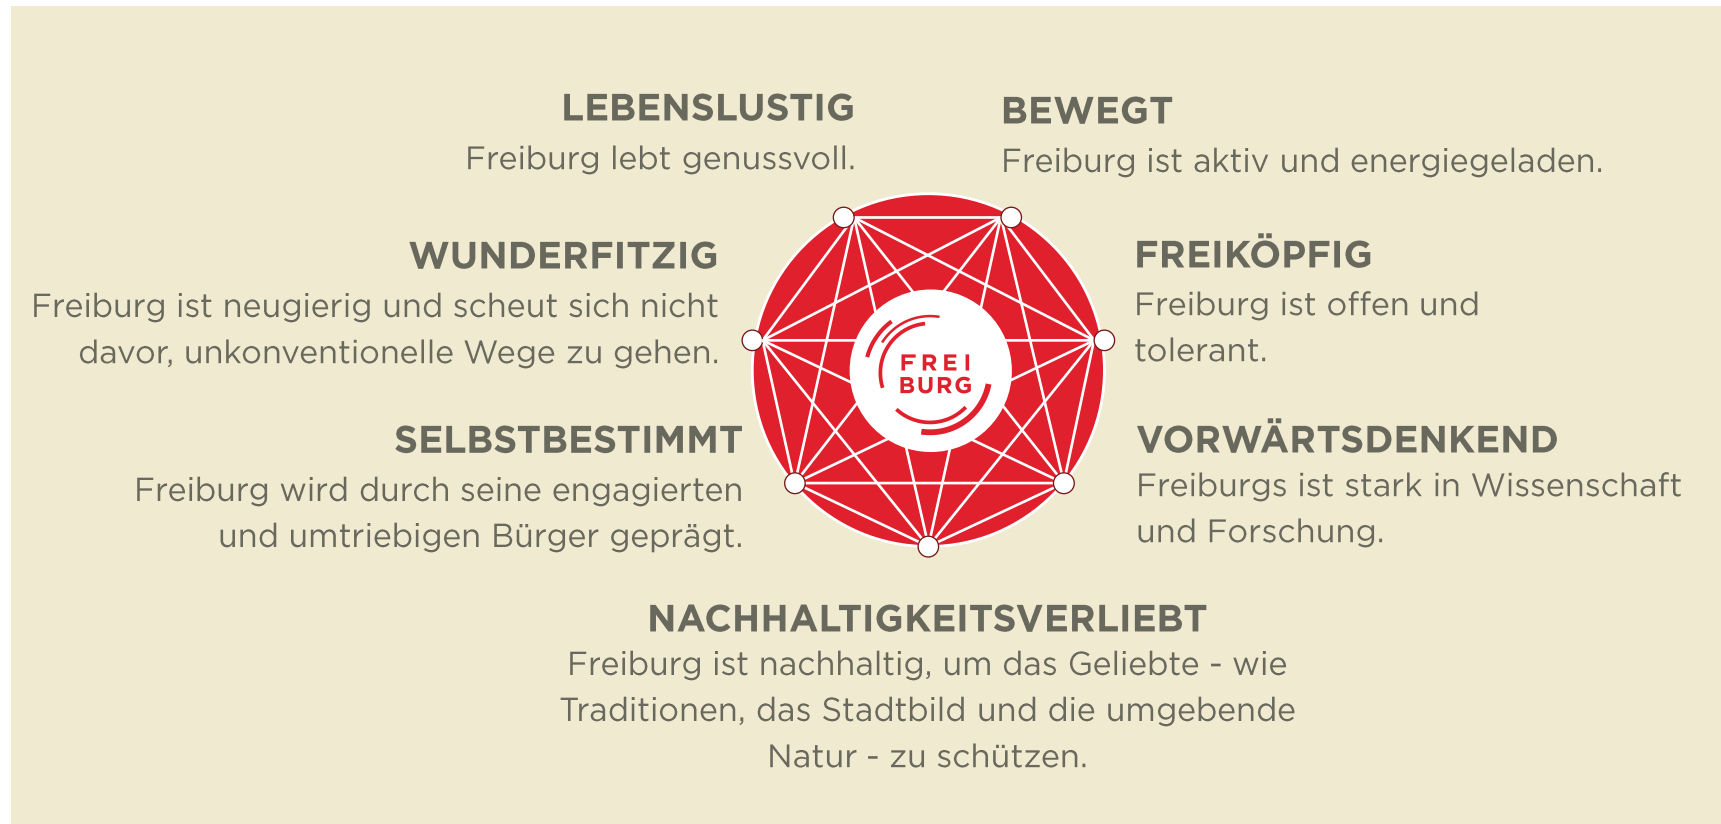 LEBENSLUSTIG
Freiburg lebt genussvoll.
BEWEGT
Freiburg ist aktiv und energiegeladen.
WUNDERFITZIG
Freiburg ist neugierig und scheut sich nicht
davor, unkonventionelle Wege zu gehen.
FREIKÖPFIG
Freiburg ist offen und
tolerant.
FREI
BURG
SELBSTBESTIMMT
Freiburg wird durch seine engagierten
und umtriebigen Bürger geprägt.
VORWÄRTSDENKEND
Freiburgs ist stark in Wissenschaft
und Forschung.
NACHHALTIGKEITSVERLIEBT
Freiburg ist nachhaltig, um das Geliebte - wie
Traditionen, das Stadtbild und die umgebende
Natur - zu schützen.